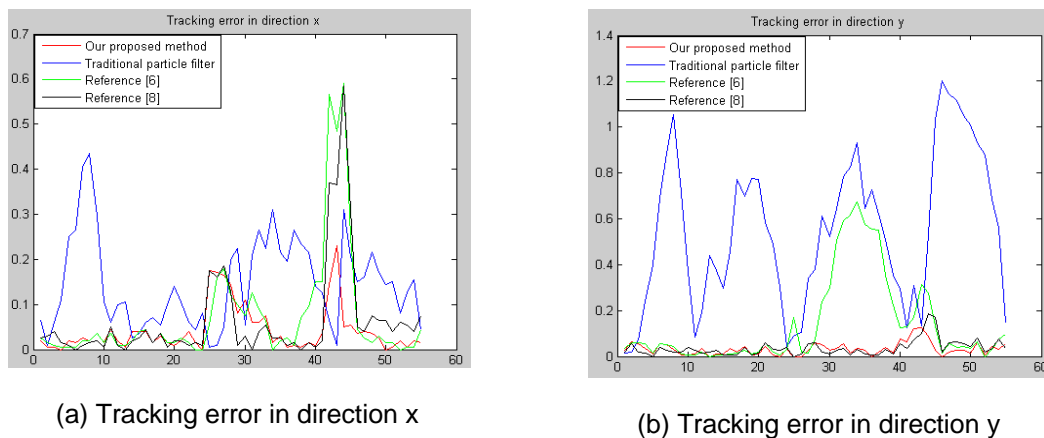 Tracking error in direction x
0.7
0.6
0.5
0.4
0.3
0.2
0.1
0
0 10 20 30 40 50 60
Our proposed method
Traditional particle filter
Reference [6]
Reference [8]
(a) Tracking error in direction x
Tracking error in direction y
1.4
1.2
1
0.8
0.6
0.4
0.2
0
0 10 20 30 40 50 60
Our proposed method
Traditional particle filter
Reference [6]
Reference [8]
(b) Tracking error in direction y